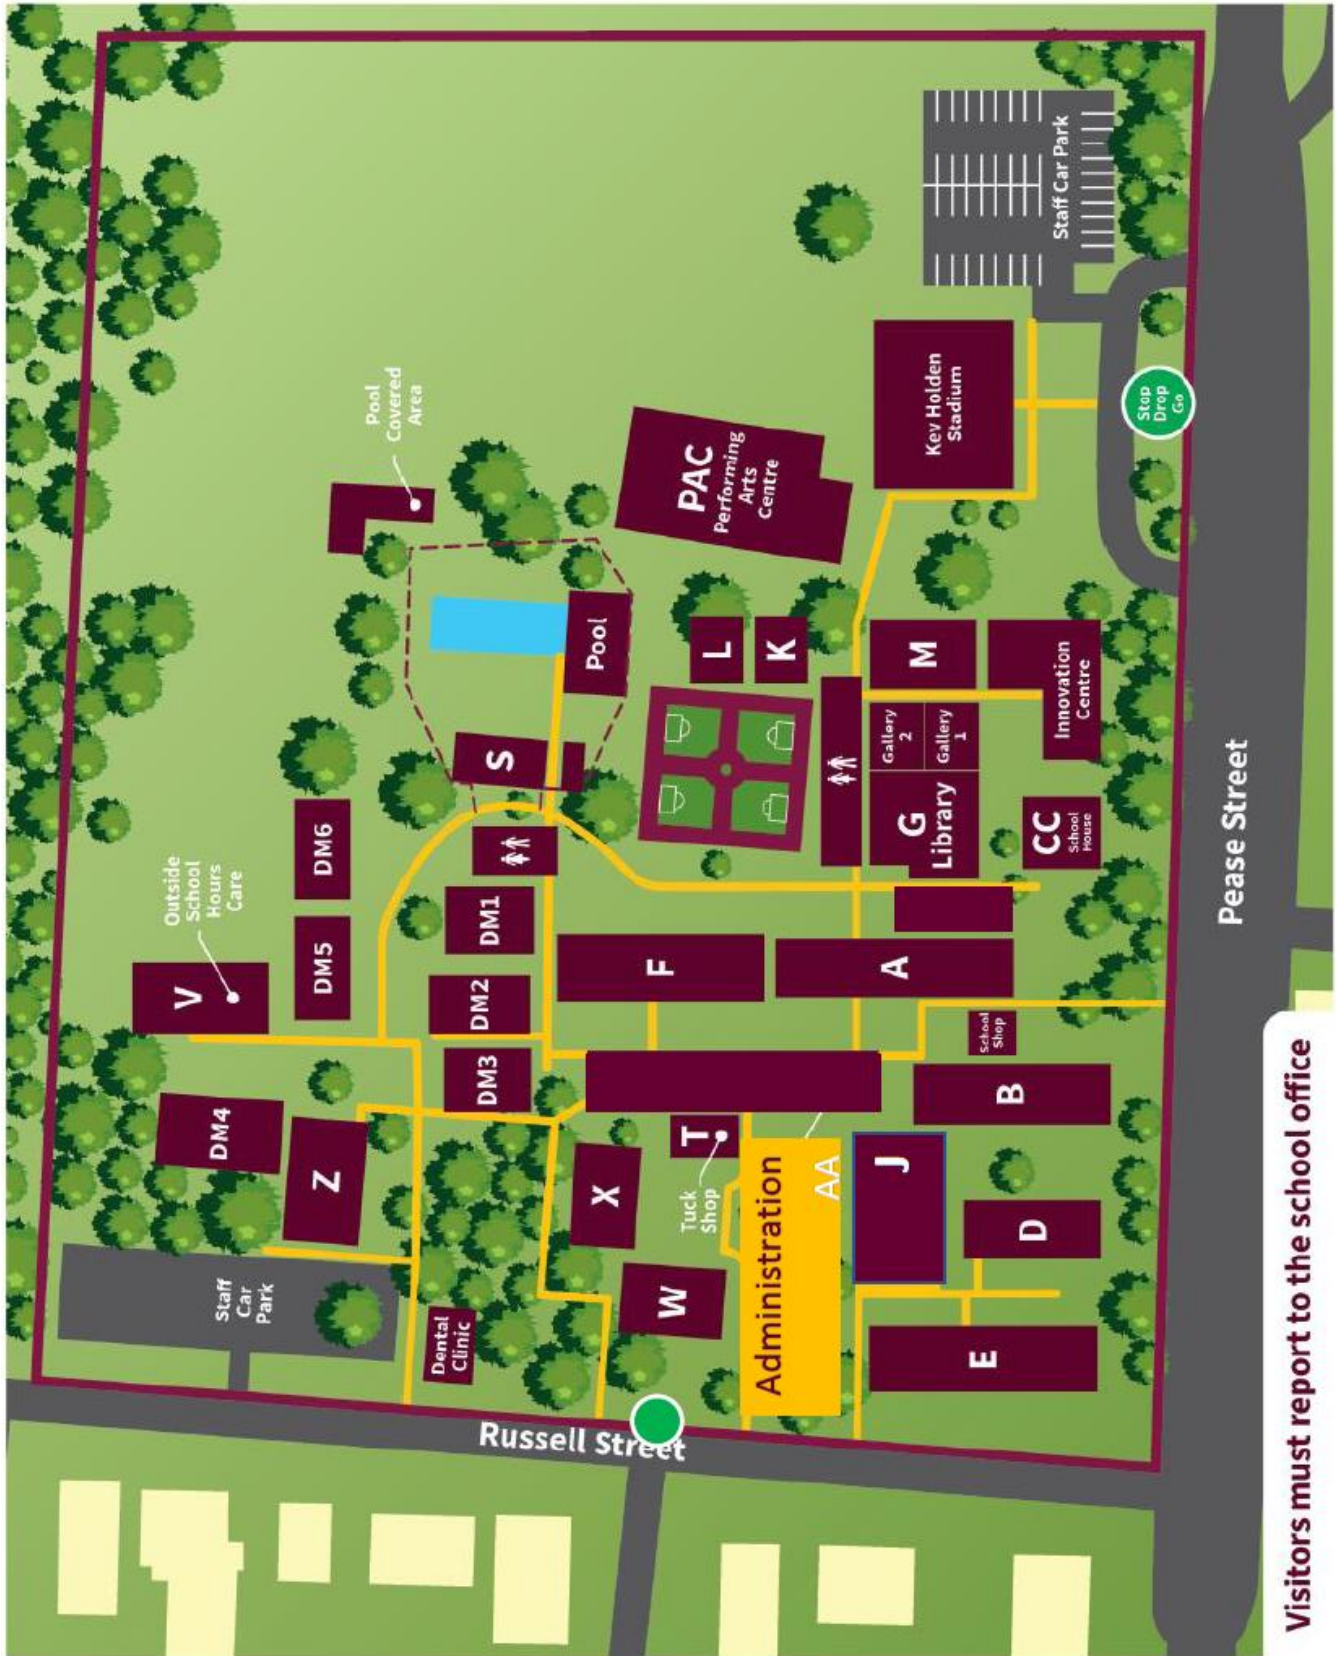 Outside
School
Hours
Care
V
DM4
Z
Staff
Car
Park
DM5
DM6
Pool
Covered
Area
DM1
DM2
DM3
Dental
Clinic
S
Pool
X
W
F
T
Tuck
Shop
L
K
PAC
Performing
Arts
Centre
Administration
AA
A
J
G
Library
Gallery
2
Gallery
1
M
Key Holden
Stadium
Staff Car Park
School
Shop
B
D
E
CC
School
House
Innovation
Centre
Stop
Drop
Go
Russell Street
Pease Street
Visitors must report to the school office